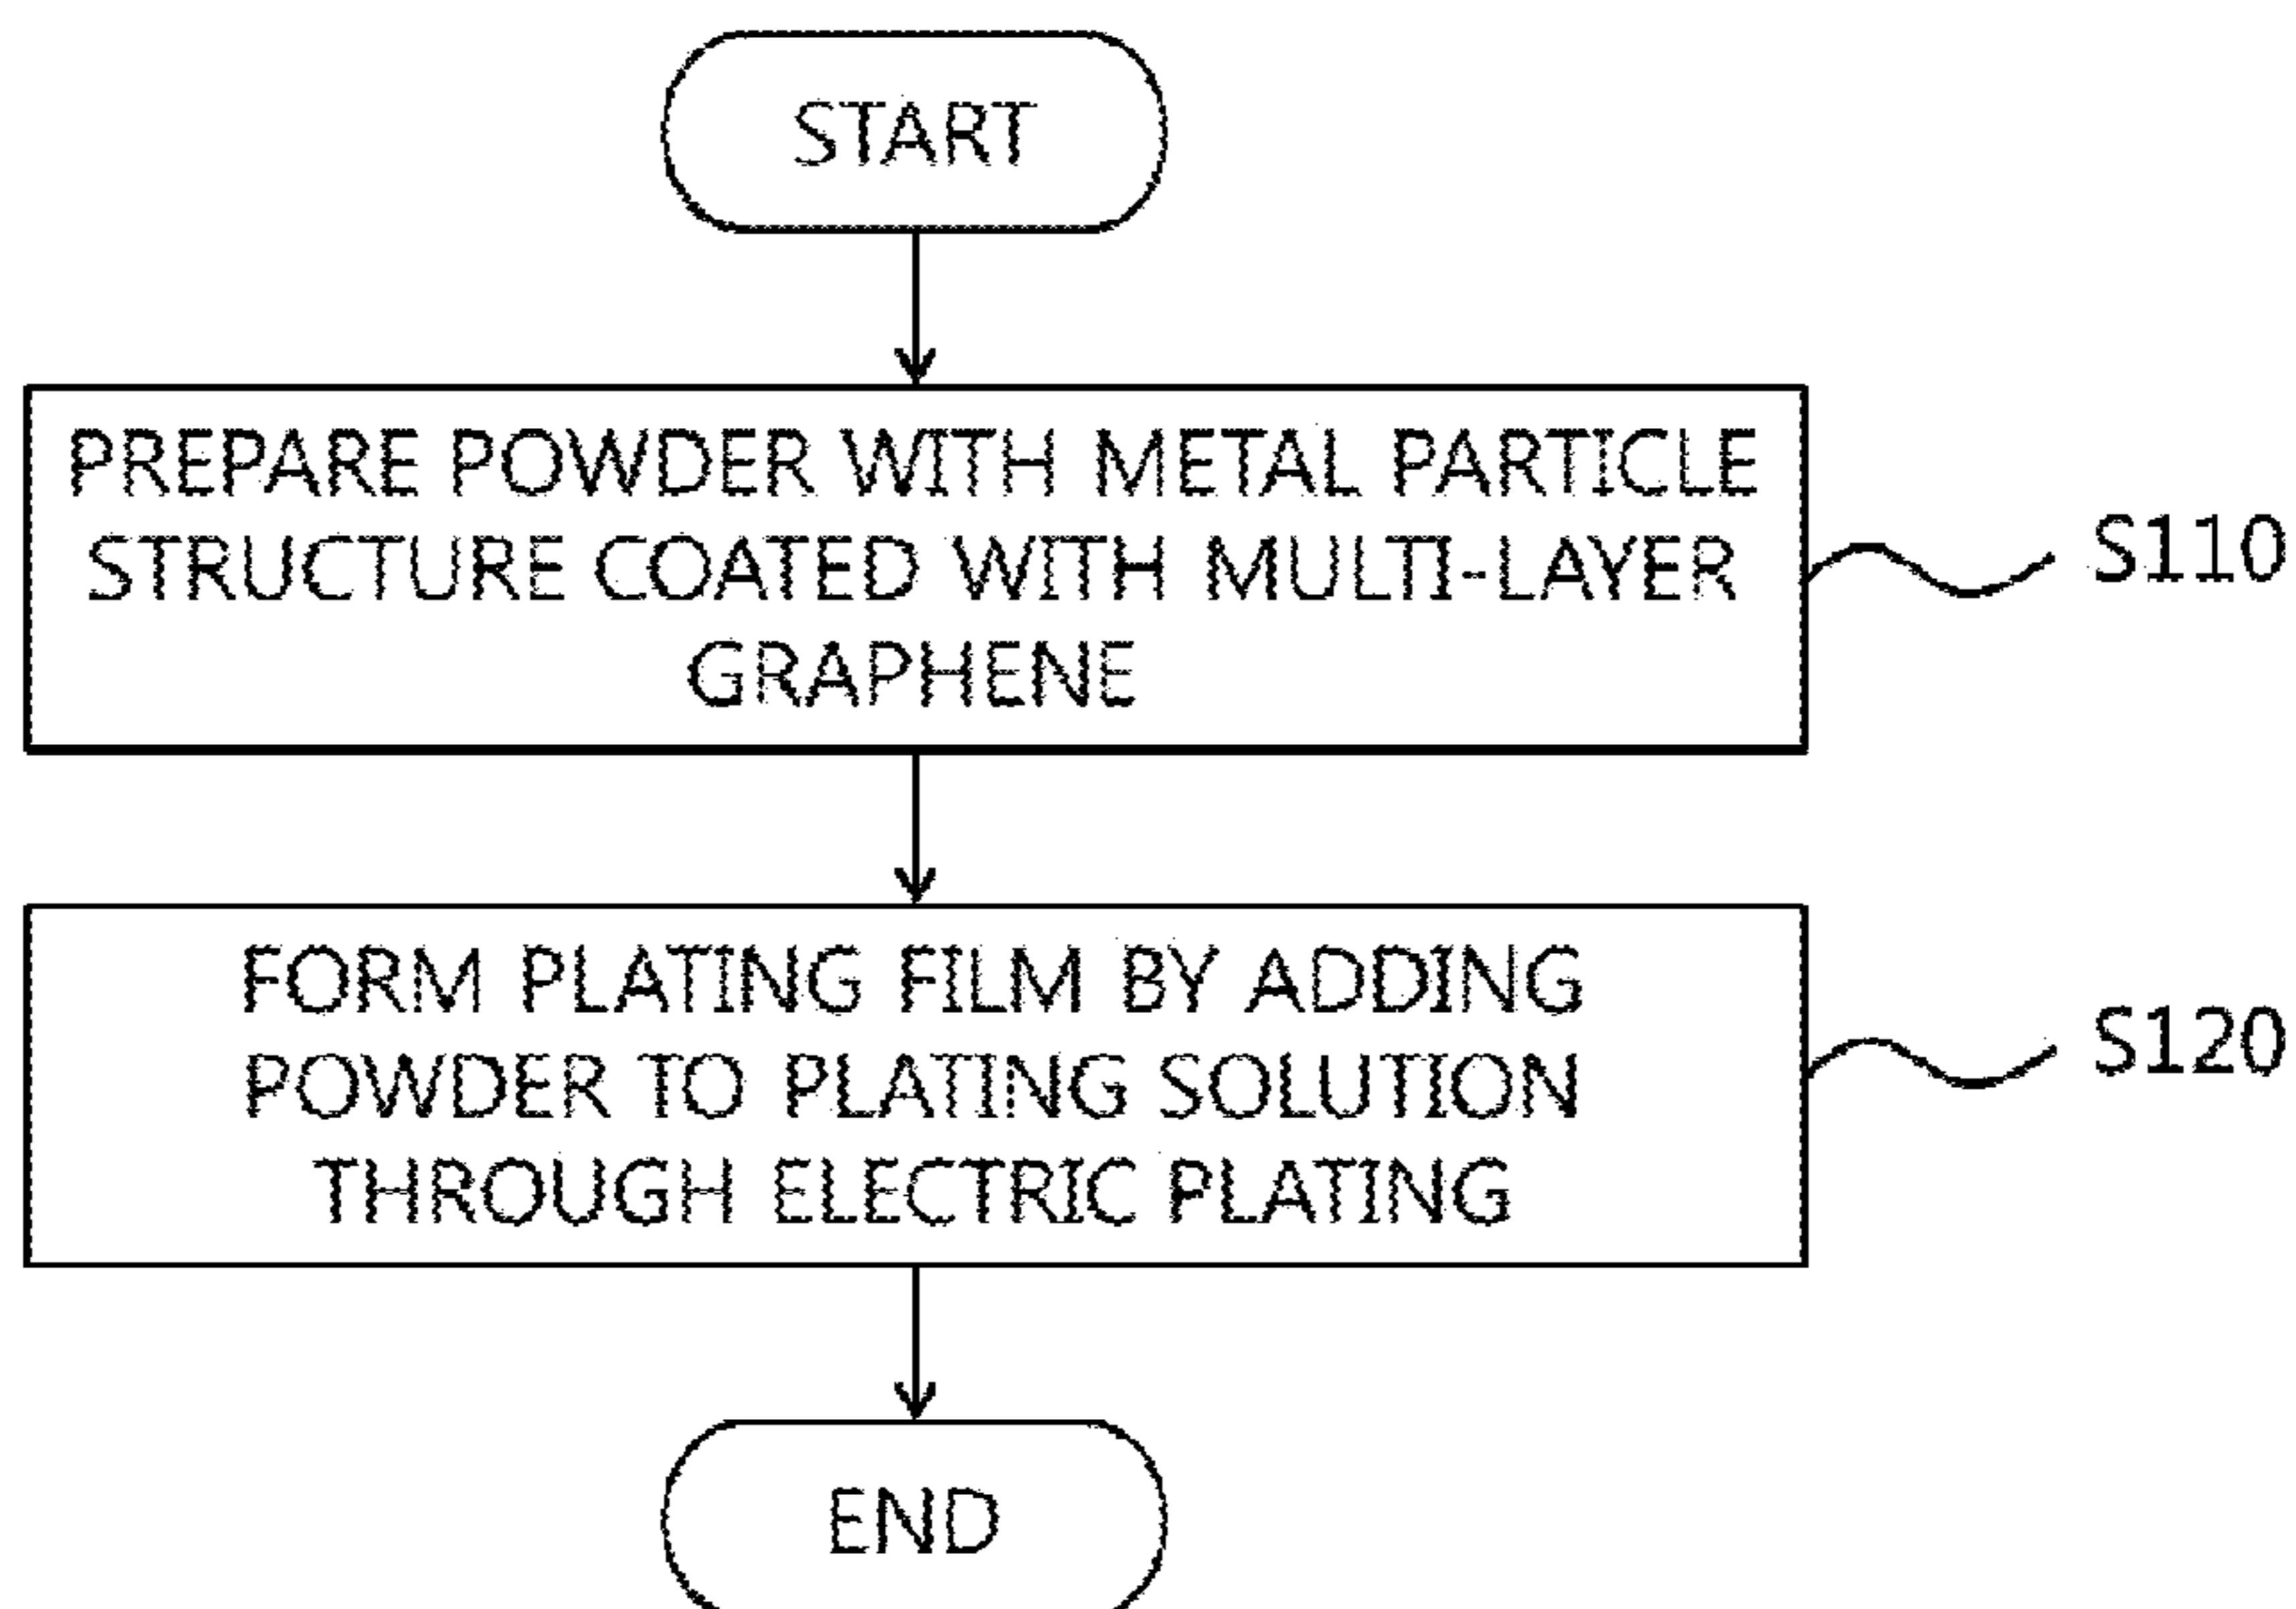 START
PREPARE POWDER WITH METAL PARTICLE
STRUCTURE COATED WITH MULTI-LAYER
GRAPHENE
S110
FORM PLATING FILM BY ADDING
POWDER TO PLATING SOLUTION
THROUGH ELECTRIC PLATING
S120
END